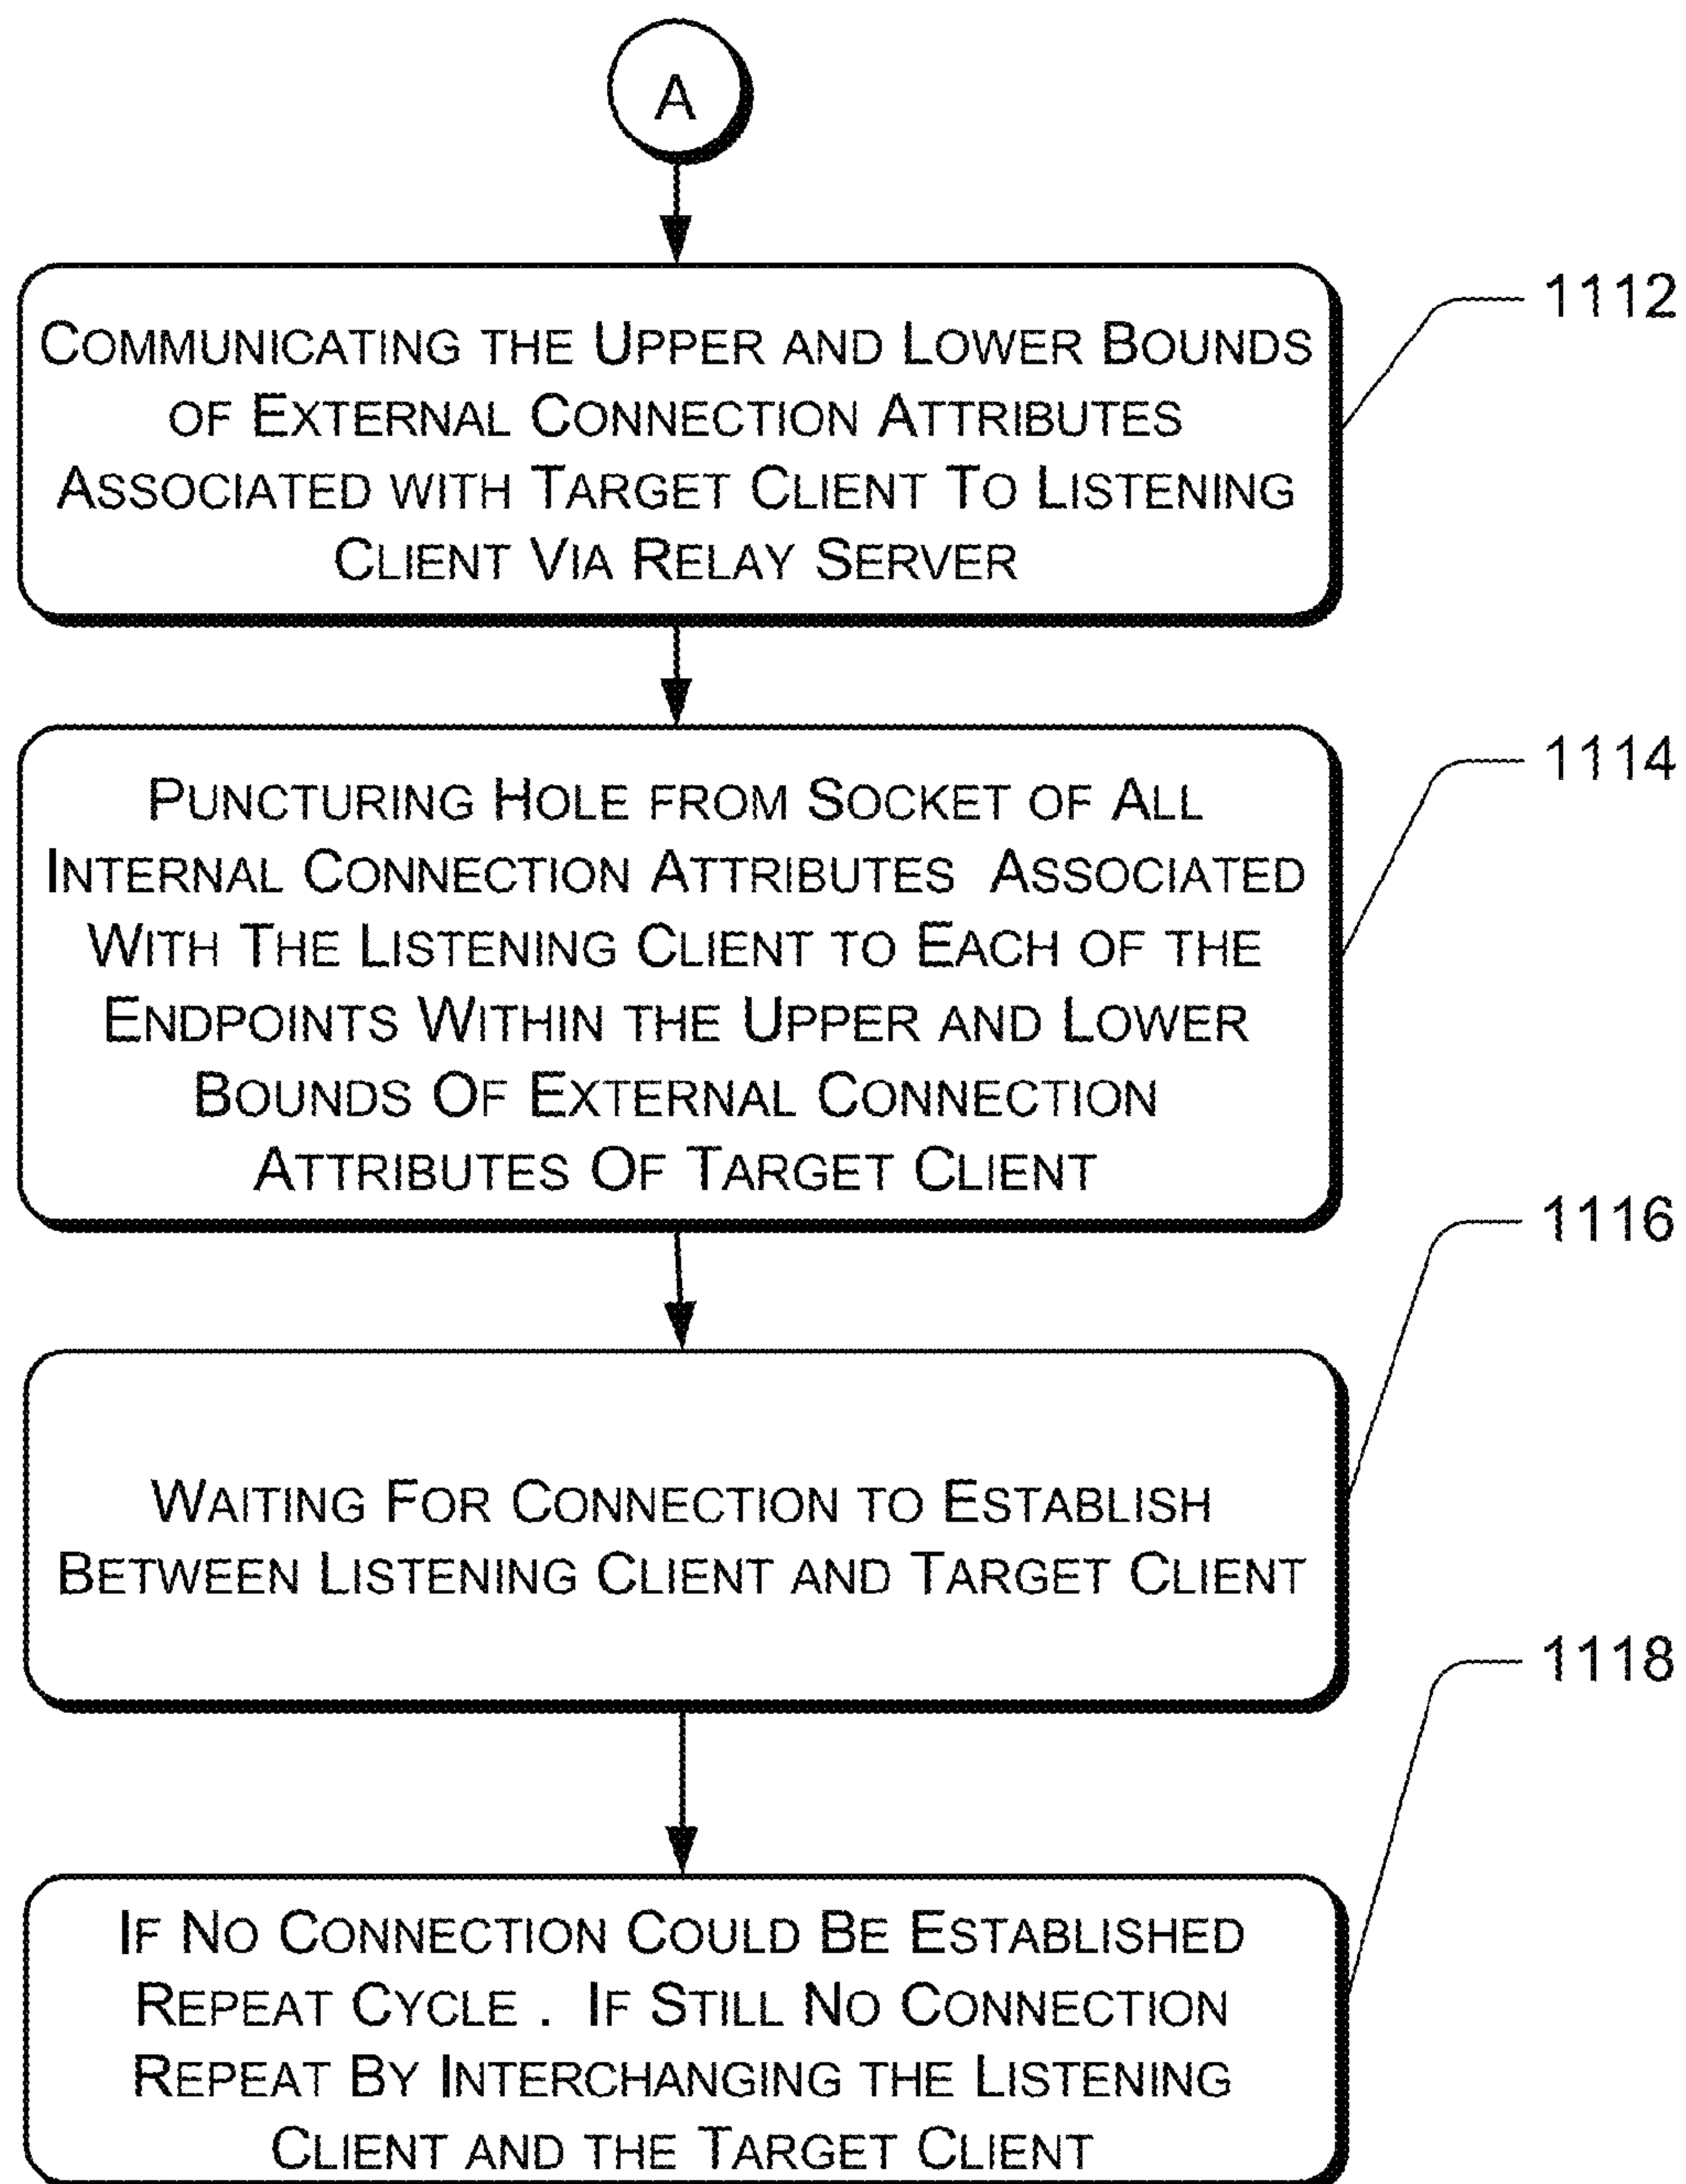 A
COMMUNICATING THE UPPER AND LOWER BOUNDS
OF EXTERNAL CONNECTION ATTRIBUTES
ASSOCIATED WITH TARGET CLIENT TO LISTENING
CLIENT VIA RELAY SERVER
1112
PUNCTURING HOLE FROM SOCKET OF ALL
INTERNAL CONNECTION ATTRIBUTES ASSOCIATED
WITH THE LISTENING CLIENT TO EACH OF THE
ENDPOINTS WITHIN THE UPPER AND LOWER
BOUNDS OF EXTERNAL CONNECTION
ATTRIBUTES OF TARGET CLIENT
1114
WAITING FOR CONNECTION TO ESTABLISH
BETWEEN LISTENING CLIENT AND TARGET CLIENT
1116
IF NO CONNECTION COULD BE ESTABLISHED
REPEAT CYCLE . IF STILL NO CONNECTION
REPEAT BY INTERCHANGING THE LISTENING
CLIENT AND THE TARGET CLIENT
1118